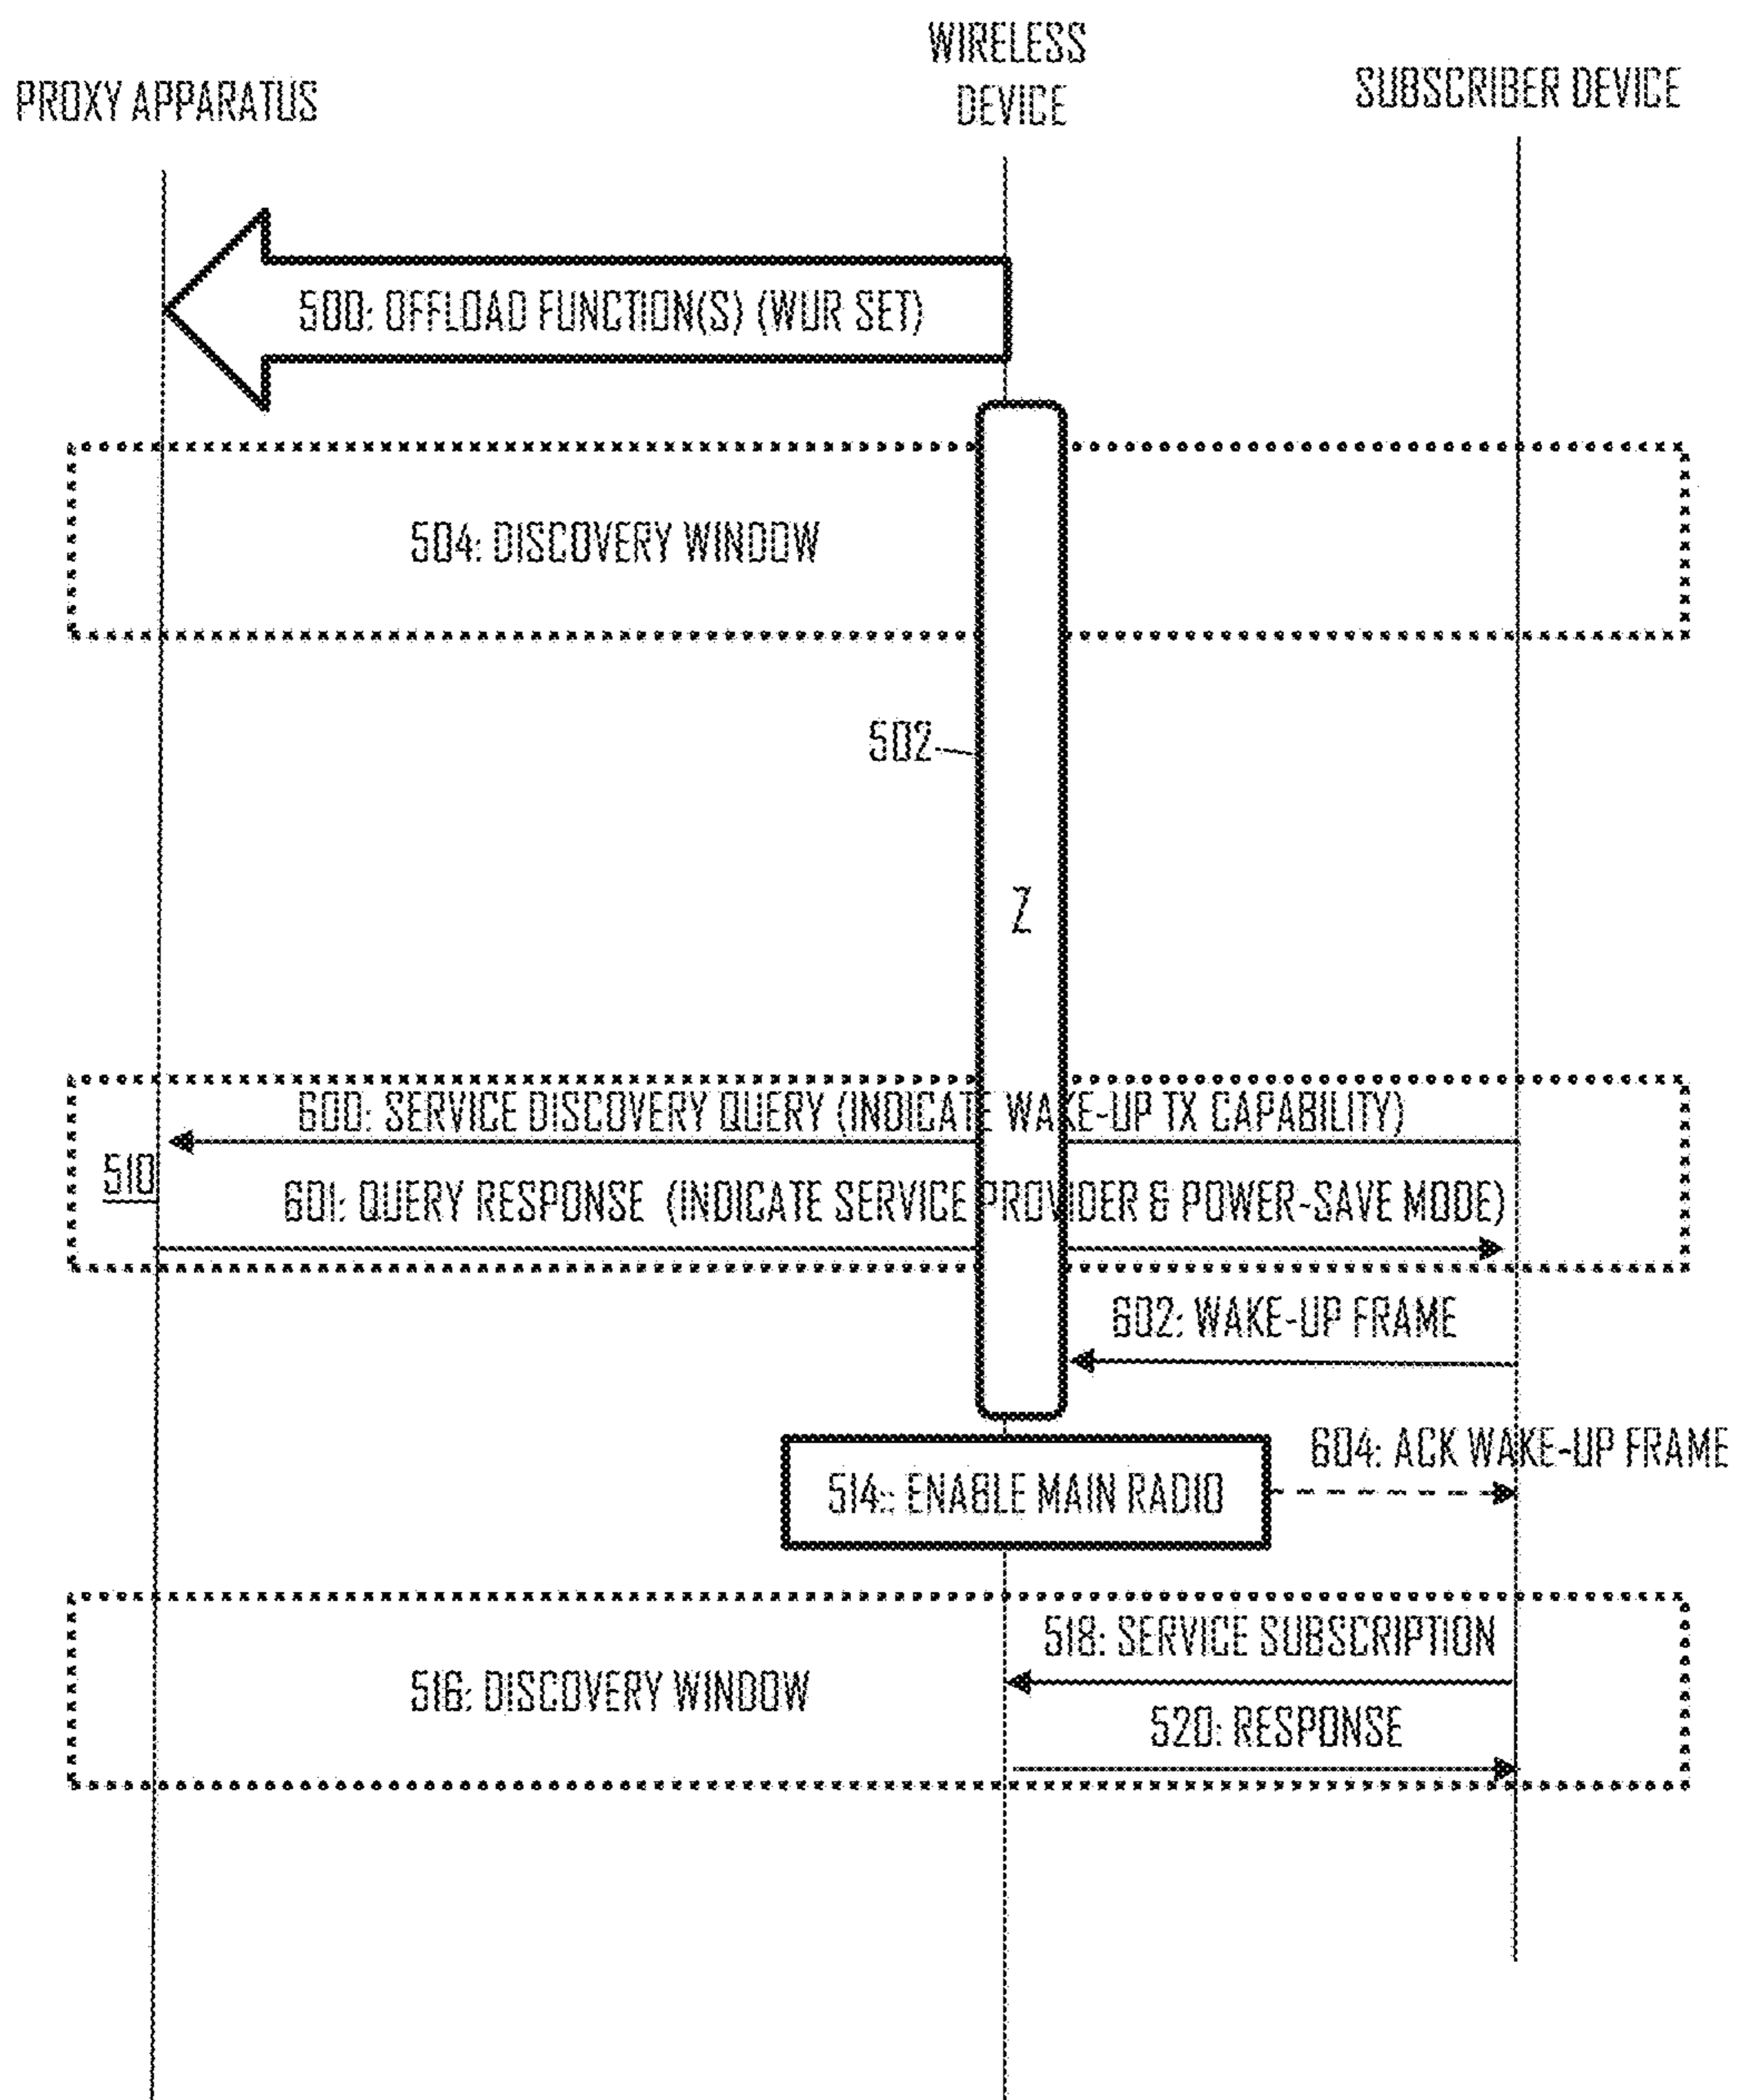 WIRELESS
DEVICE
PROXY APPARATUS
SUBSCRIBER DEVICE
500: OFFLOAD FUNCTION(S) (WUR SET)
504: DISCOVERY WINDOW
502
Z
600: SERVICE DISCOVERY QUERY (INDICATE WAKE-UP TX CAPABILITY)
510
601: QUERY RESPONSE (INDICATE SERVICE PROVIDER & POWER-SAVE MODE)
602: WAKE-UP FRAME
604: ACK WAKE-UP FRAME
514:: ENABLE MAIN RADIO
518: SERVICE SUBSCRIPTION
516: DISCOVERY WINDOW
520: RESPONSE